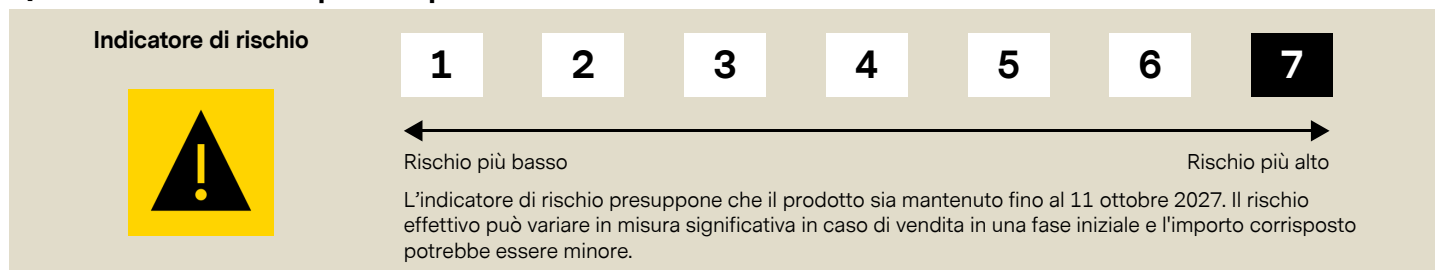 Indicatore di rischio
1 2 3 4 5 6 7
Rischio più basso Rischio più alto
L'indicatore di rischio presuppone che il prodotto sia mantenuto fino al 11 ottobre 2027. Il rischio
effettivo può variare in misura significativa in caso di vendita in una fase iniziale e l'importo corrisposto
potrebbe essere minore.